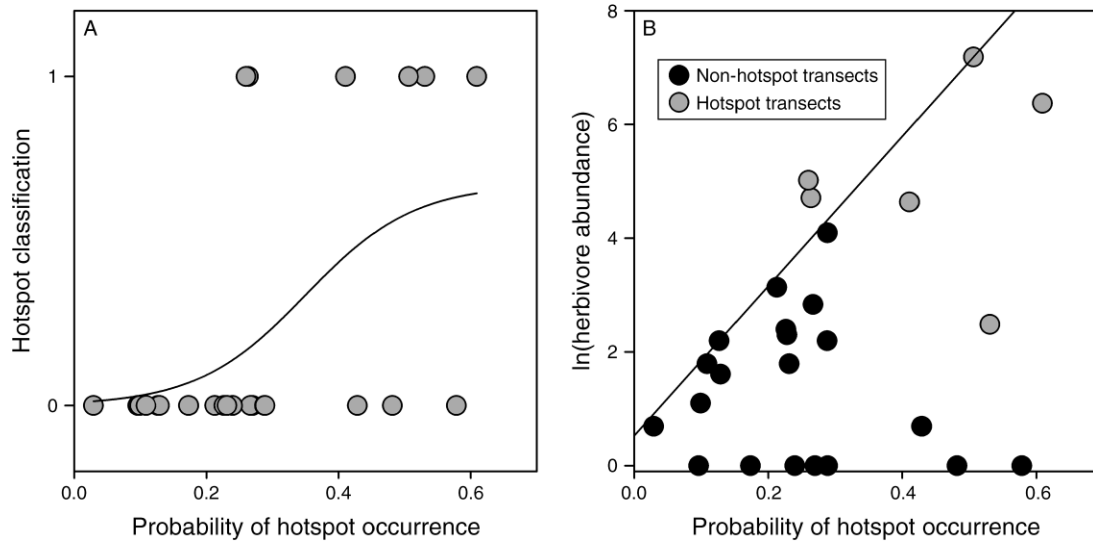 A
Hotspot classification
1
0
0.0 0.2 0.4 0.6
Probability of hotspot occurrence
B
ln(herbivore abundance)
8
6
4
2
0
Non-hotspot transects
Hotspot transects
0.0 0.2 0.4 0.6
Probability of hotspot occurrence